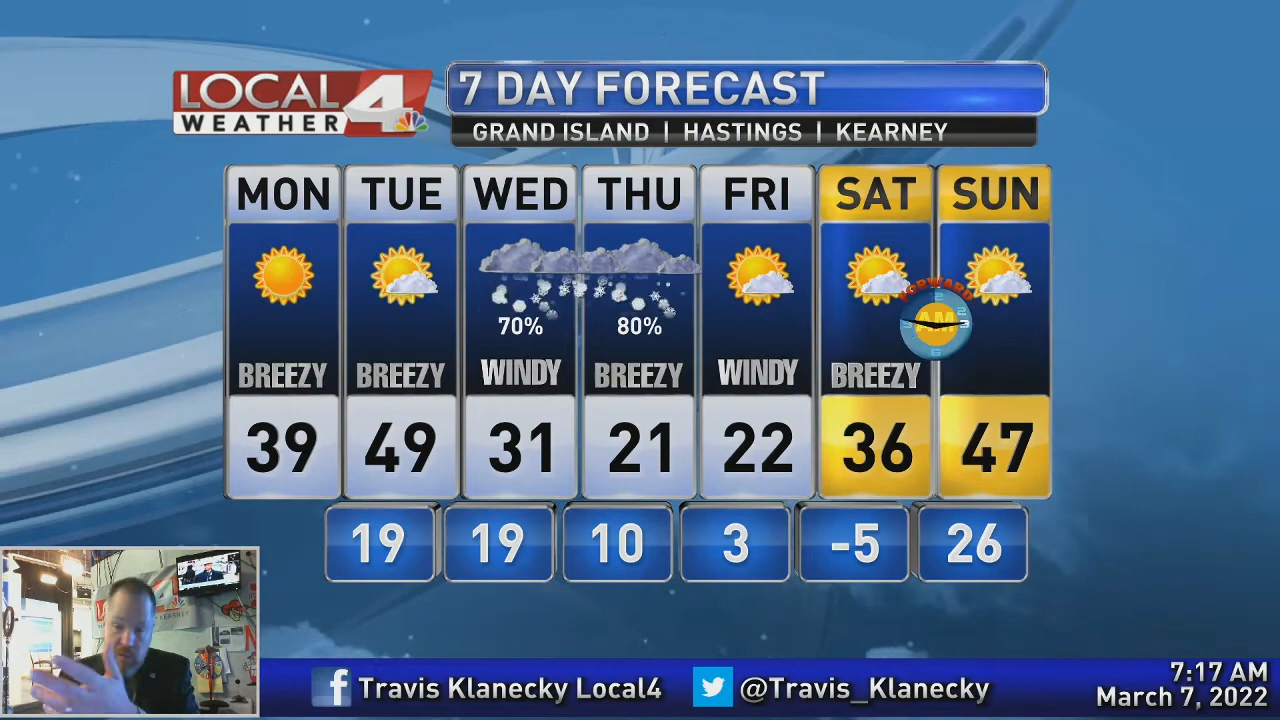 LOCAL 4
WEATHER
7 DAY FORECAST
GRAND ISLAND | HASTINGS | KEARNEY
MON TUE WED THU FRI SAT SUN
FORWARD
AM
70% 80%
BREEZY BREEZY WINDY BREEZY WINDY BREEZY
39 49 31 21 22 36 47
19 19 10 3 -5 26
Travis Klanecky Local4
@Travis_Klanecky
7:17 AM
March 7, 2022